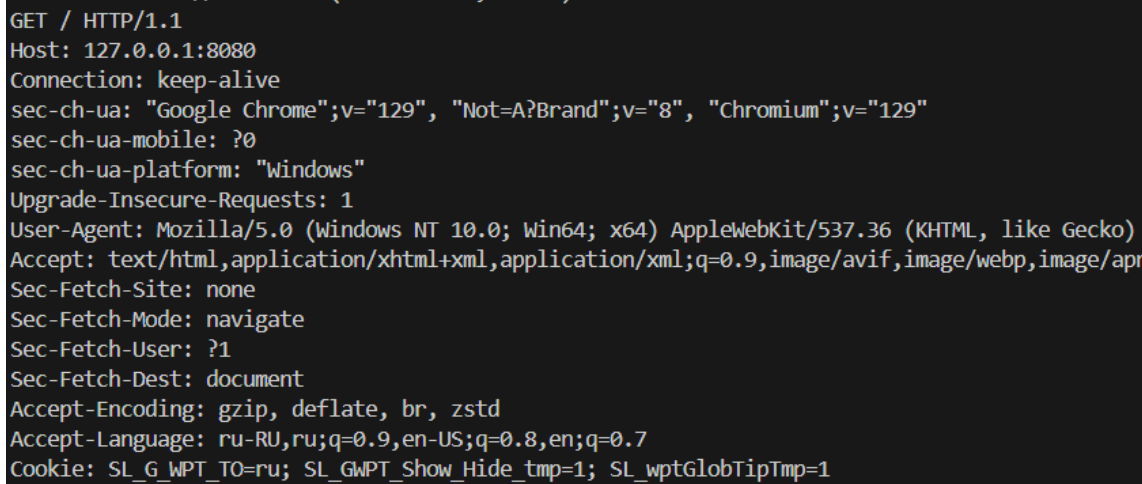 GET / HTTP/1.1
Host: 127.0.0.1:8080
Connection: keep-alive
sec-ch-ua: "Google Chrome";v="129", "Not=A?Brand";v="8", "Chromium";v="129"
sec-ch-ua-mobile: ?0
sec-ch-ua-platform: "Windows"
Upgrade-Insecure-Requests: 1
User-Agent: Mozilla/5.0 (Windows NT 10.0; Win64; x64) AppleWebKit/537.36 (KHTML, like Gecko)
Accept: text/html,application/xhtml+xml,application/xml;q=0.9,image/avif,image/webp,image/apn
Sec-Fetch-Site: none
Sec-Fetch-Mode: navigate
Sec-Fetch-User: ?1
Sec-Fetch-Dest: document
Accept-Encoding: gzip, deflate, br, zstd
Accept-Language: ru-RU,ru;q=0.9,en-US;q=0.8,en;q=0.7
Cookie: SL_G_WPT_TO=ru; SL_GWPT_Show_Hide_tmp=1; SL_wptGlobTipTmp=1